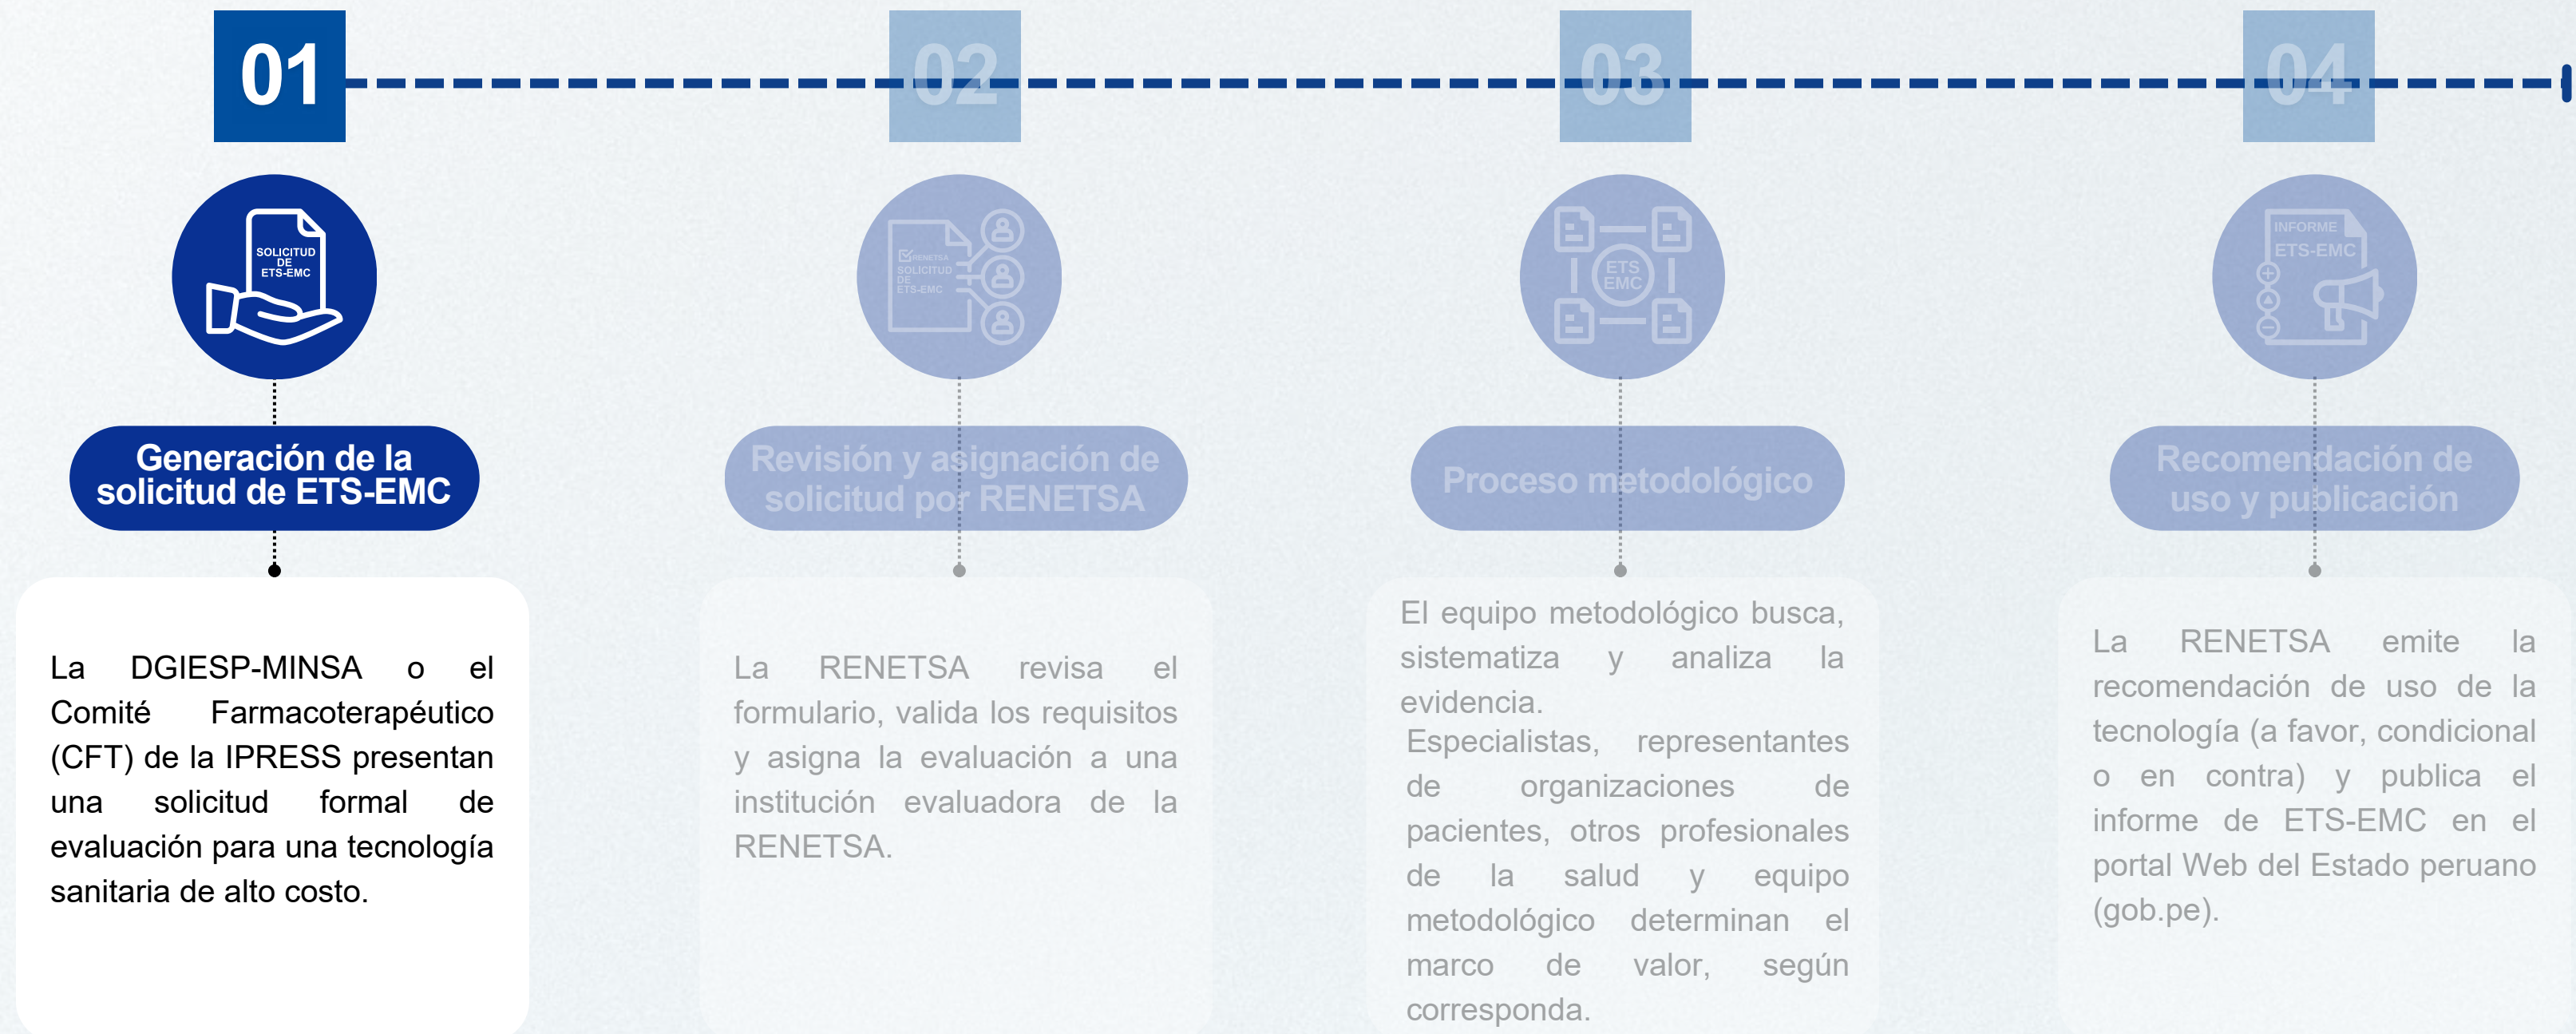 01
02
03
04
SOLICITUD
DE
ETS-EMC
RENETSA
SOLICITUD
DE
ETS-EMC
ETS
EMC
INFORME
ETS-EMC
Generación de la
solicitud de ETS-EMC
Revisión y asignación de
solicitud por RENETSA
Proceso metodológico
Recomendación de
uso y publicación
La DGIESP-MINSA o el
Comité Farmacoterapéutico
(CFT) de la IPRESS presentan
una solicitud formal de
evaluación para una tecnología
sanitaria de alto costo.
La RENETSA revisa el
formulario, valida los requisitos
y asigna la evaluación a una
institución evaluadora de la
RENETSA.
El equipo metodológico busca,
sistematiza y analiza la
evidencia.
Especialistas, representantes
de organizaciones de
pacientes, otros profesionales
de la salud y equipo
metodológico determinan el
marco de valor, según
corresponda.
La RENETSA emite la
recomendación de uso de la
tecnología (a favor, condicional
o en contra) y publica el
informe de ETS-EMC en el
portal Web del Estado peruano
(gob.pe).